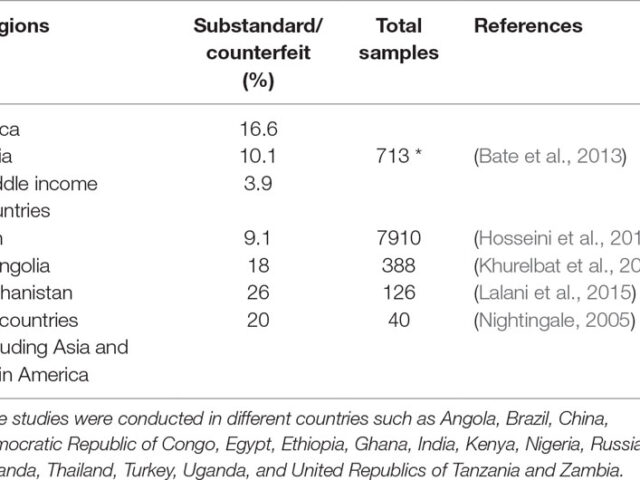 gions Substandard/ Total References
counterfeit samples
(%)
ca 16.6
ia 10.1 713 * (Bate et al., 2013)
ddle income 3.9
untries
n 9.1 7910 (Hosseini et al., 201
ngolia 18 388 (Khurelbat et al., 20
hanistan 26 126 (Lalani et al., 2015)
countries 20 40 (Nightingale, 2005)
uding Asia and
in America
e studies were conducted in different countries such as Angola, Brazil, China,
mocratic Republic of Congo, Egypt, Ethiopia, Ghana, India, Kenya, Nigeria, Russia
anda, Thailand, Turkey, Uganda, and United Republics of Tanzania and Zambia.